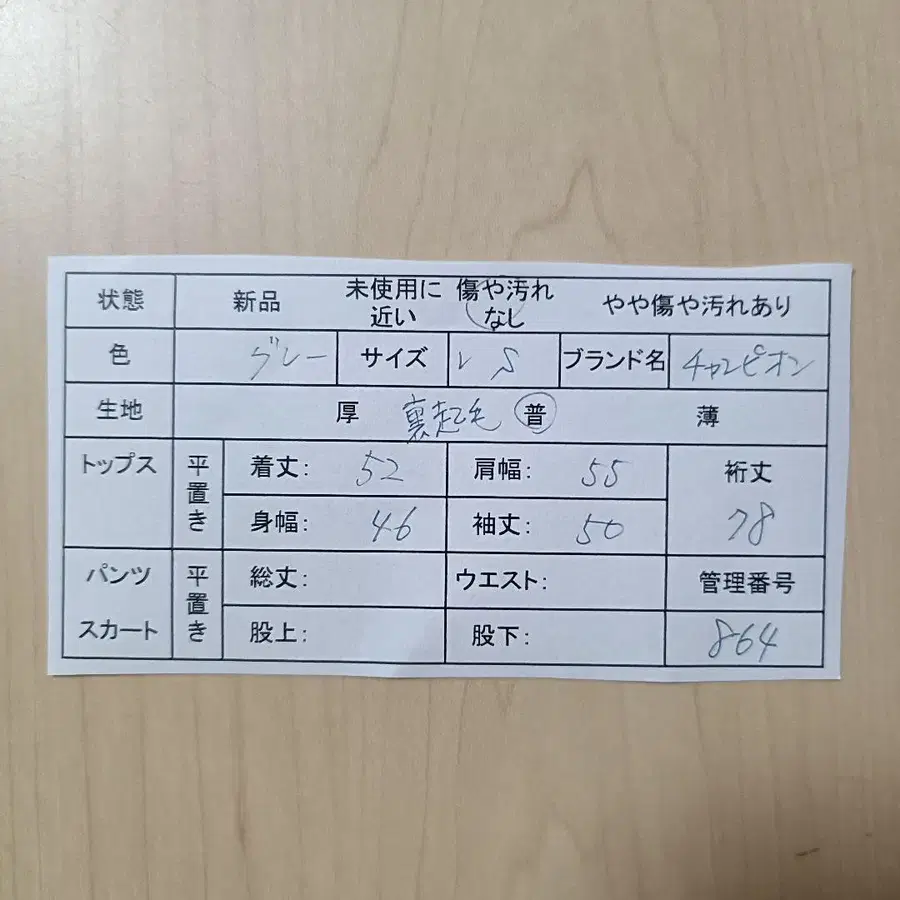 状態 新品 未使用に近い 傷や汚れなし やや傷や汚れあり
色 グレー サイズ S ブランド名 チャンピオン
生地 厚 裏起毛 普 薄
トップス 平置き 着丈: 52 肩幅: 55 裄丈
身幅: 46 袖丈: 50 78
パンツ 平置き 総丈: ウエスト: 管理番号
スカート 股上: 股下: 864